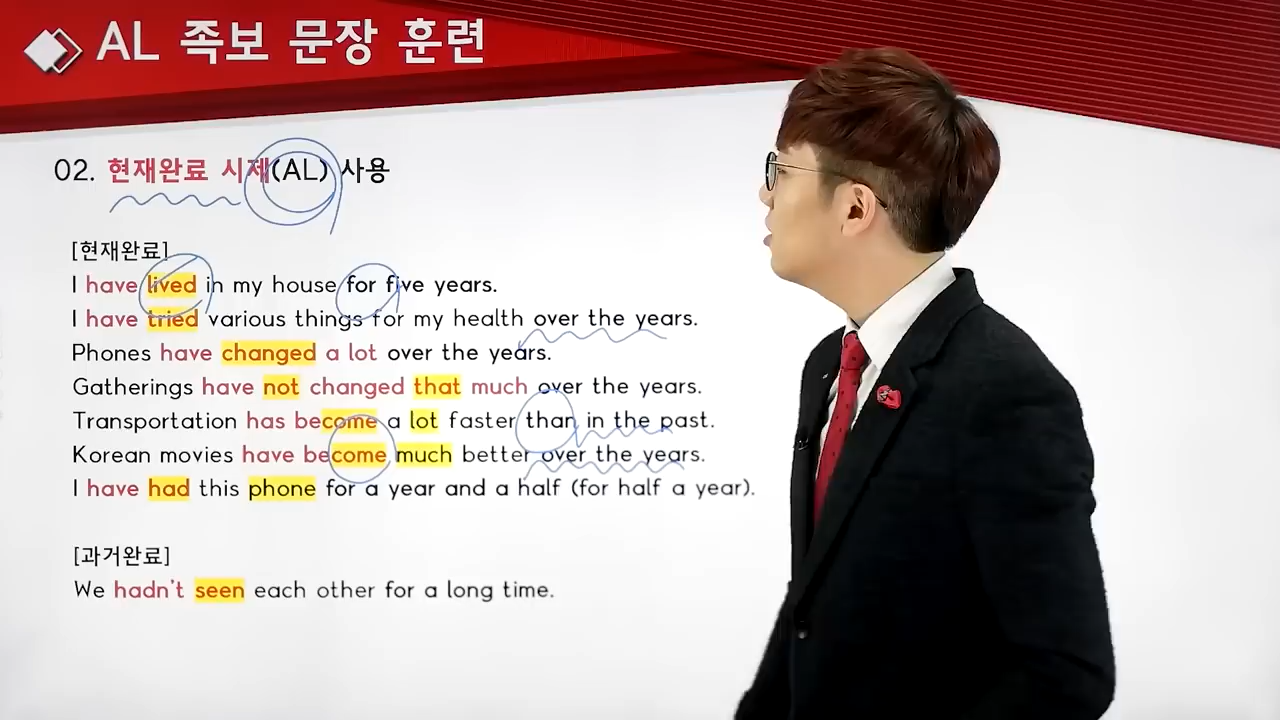 AL 족보 문장 훈련
02. 현재완료 시제(AL) 사용
[현재완료]
I have lived in my house for five years.
I have tried various things for my health over the years.
Phones have changed a lot over the years.
Gatherings have not changed that much over the years.
Transportation has become a lot faster than in the past.
Korean movies have become much better over the years.
I have had this phone for a year and a half (for half a year).
[과거완료]
We hadn't seen each other for a long time.